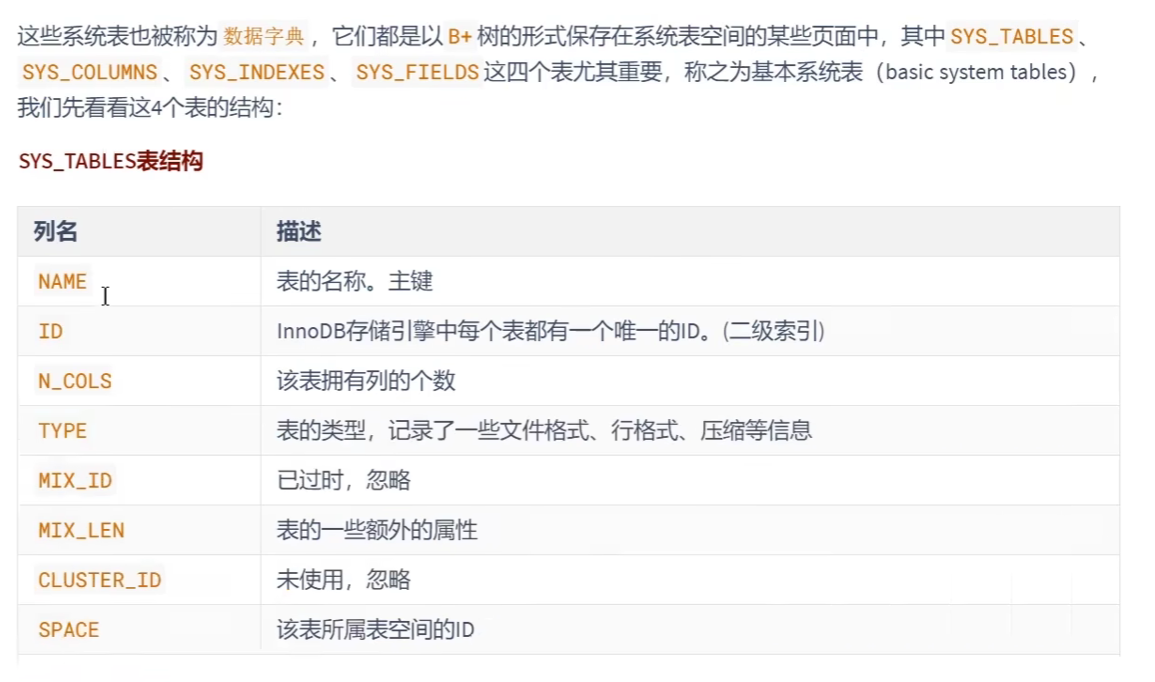 这些系统表也被称为 数据字典 ，它们都是以 B+ 树的形式保存在系统表空间的某些页面中，其中 SYS_TABLES 、
SYS_COLUMNS 、 SYS_INDEXES 、 SYS_FIELDS 这四个表尤其重要，称之为基本系统表（basic system tables），
我们先看看这4个表的结构：
SYS_TABLES表结构
列名 描述
NAME 表的名称。主键
ID InnoDB存储引擎中每个表都有一个唯一的ID。(二级索引)
N_COLS 该表拥有列的个数
TYPE 表的类型，记录了一些文件格式、行格式、压缩等信息
MIX_ID 已过时，忽略
MIX_LEN 表的一些额外的属性
CLUSTER_ID 未使用，忽略
SPACE 该表所属表空间的ID